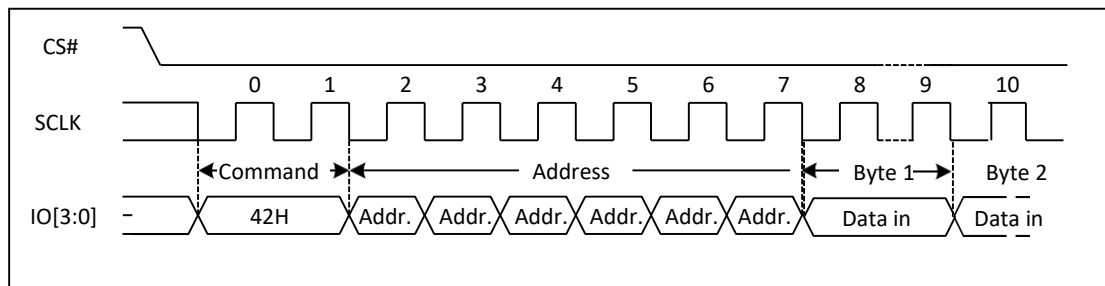 CS#
0 1 2 3 4 5 6 7 8 9 10
SCLK
Command Address Byte 1 Byte 2
IO[3:0] 42H Addr. Addr. Addr. Addr. Addr. Addr. Data in Data in